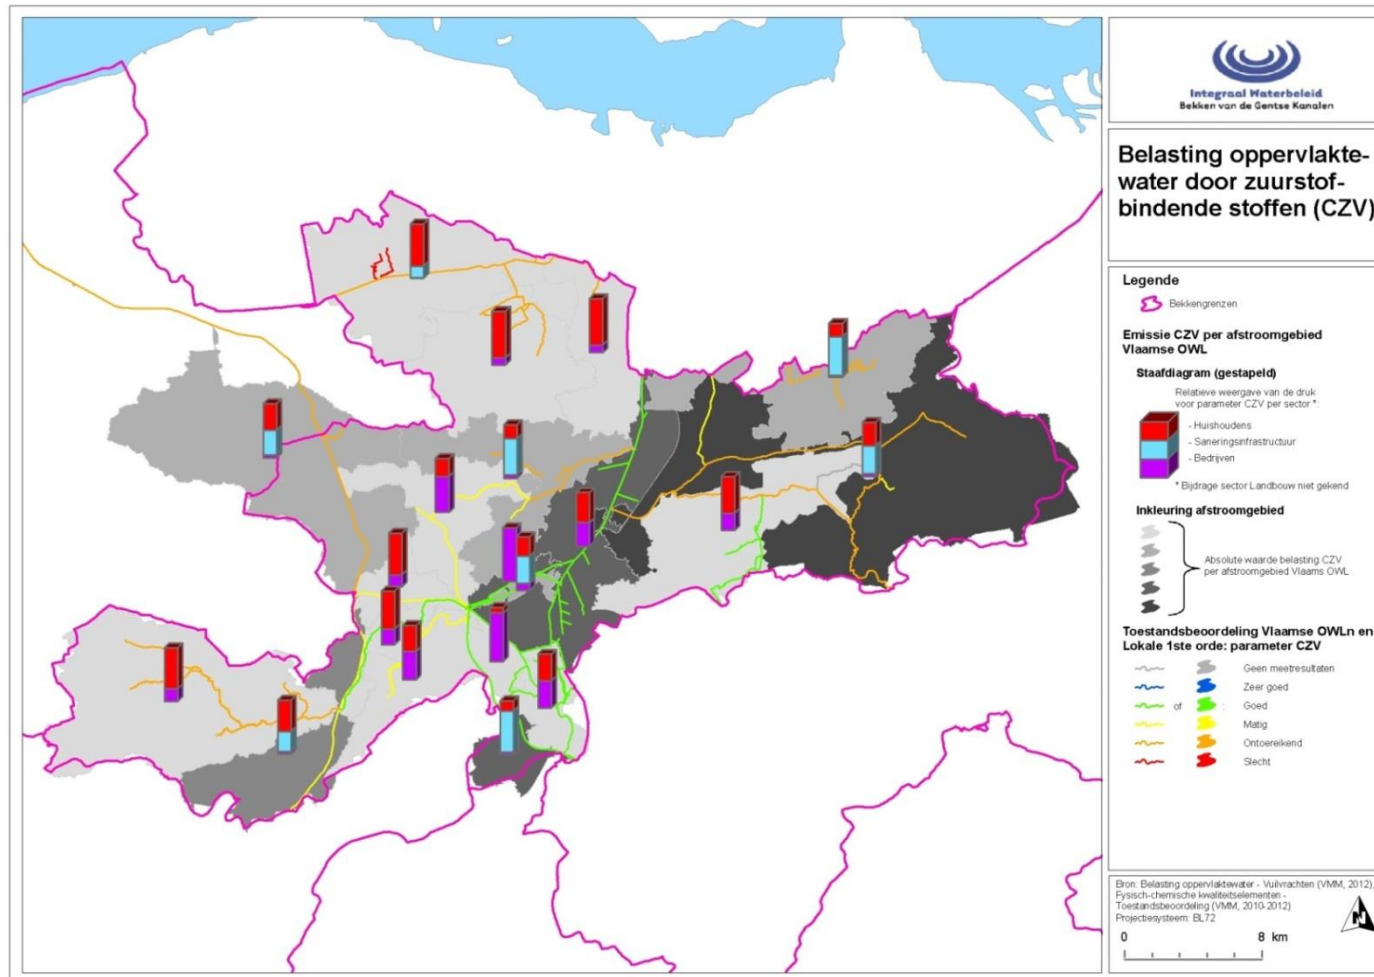 Integraal Waterbeleid
Bekken van de Gentse Kanalen
Belasting oppervlakte-
water door zuurstof-
bindende stoffen (CZV)
Legende
Bekkengrenzen
Emissie CZV per afstroomgebied
Vlaamse OWL
Staafdiagram (gestapeld)
Relatieve weergave van de druk
voor parameter CZV per sector *:
- Huishoudens
- Saneringsinfrastructuur
- Bedrijven
* Bijdrage sector Landbouw niet gekend
Inkleuring afstroomgebied
Absolute waarde belasting CZV
per afstroomgebied Vlaams OWL
Toestandsbeoordeling Vlaamse OWLn en
Lokale 1ste orde: parameter CZV
Geen meetresultaten
Zeer goed
of : Goed
Matig
Ontoereikend
Slecht
Bron: Belasting oppervlaktewater - Vuilvrachten (VMM, 2012),
Fysisch-chemische kwaliteitselementen -
Toestandsbeoordeling (VMM, 2010-2012)
Projectiesysteem: BL72
N
0 8 km